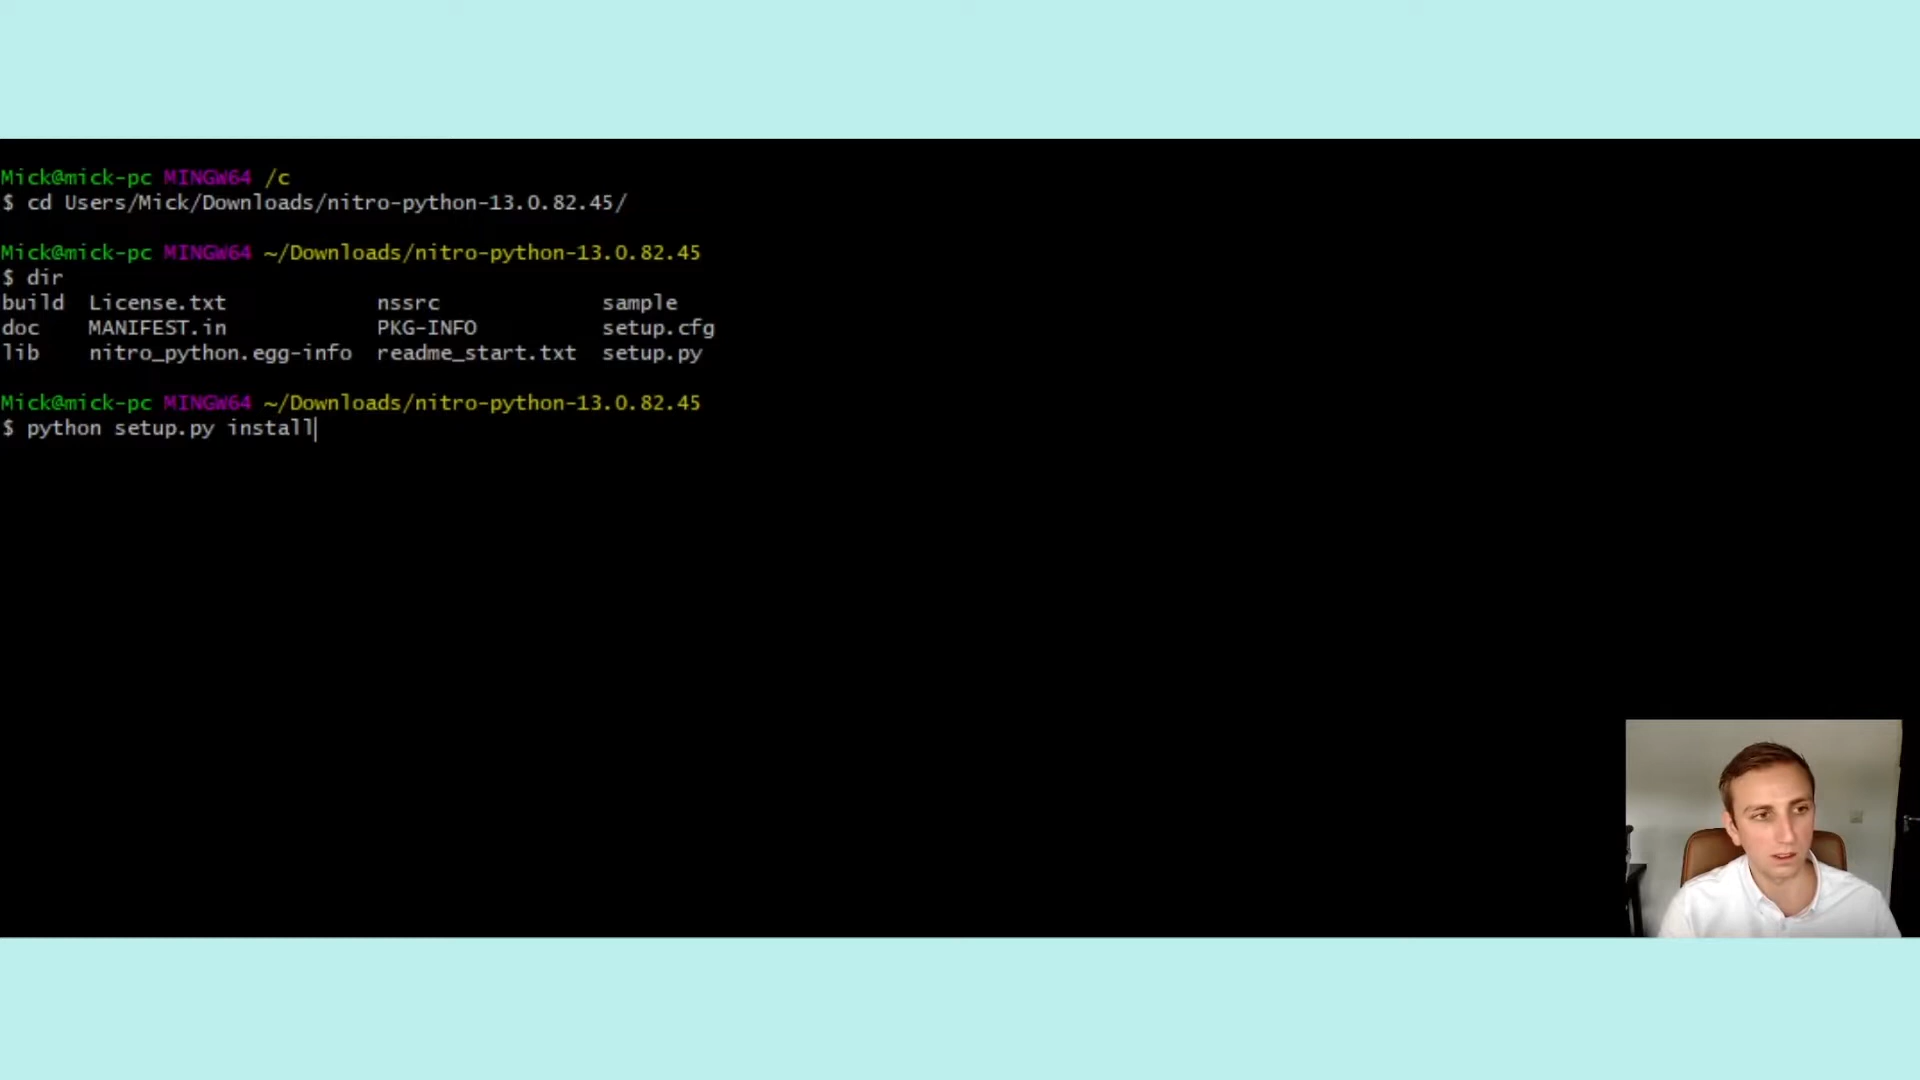 Mick@mick-pc MINGW64 /c
$ cd Users/Mick/Downloads/nitro-python-13.0.82.45/
Mick@mick-pc MINGW64 ~/Downloads/nitro-python-13.0.82.45
$ dir
build License.txt nssrc sample
doc MANIFEST.in PKG-INFO setup.cfg
lib nitro_python.egg-info readme_start.txt setup.py
Mick@mick-pc MINGW64 ~/Downloads/nitro-python-13.0.82.45
$ python setup.py install